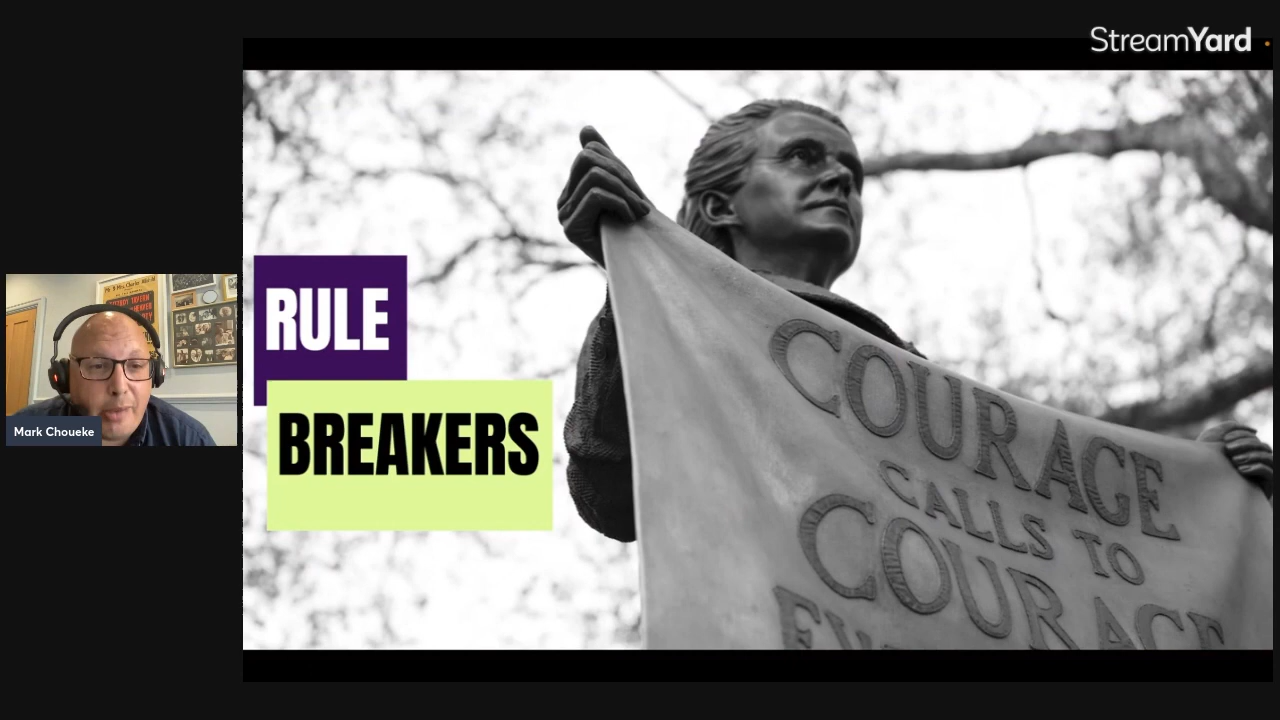 StreamYard
RULE
BREAKERS
COURAGE
CALLS TO
COURAGE
Mark Choueke